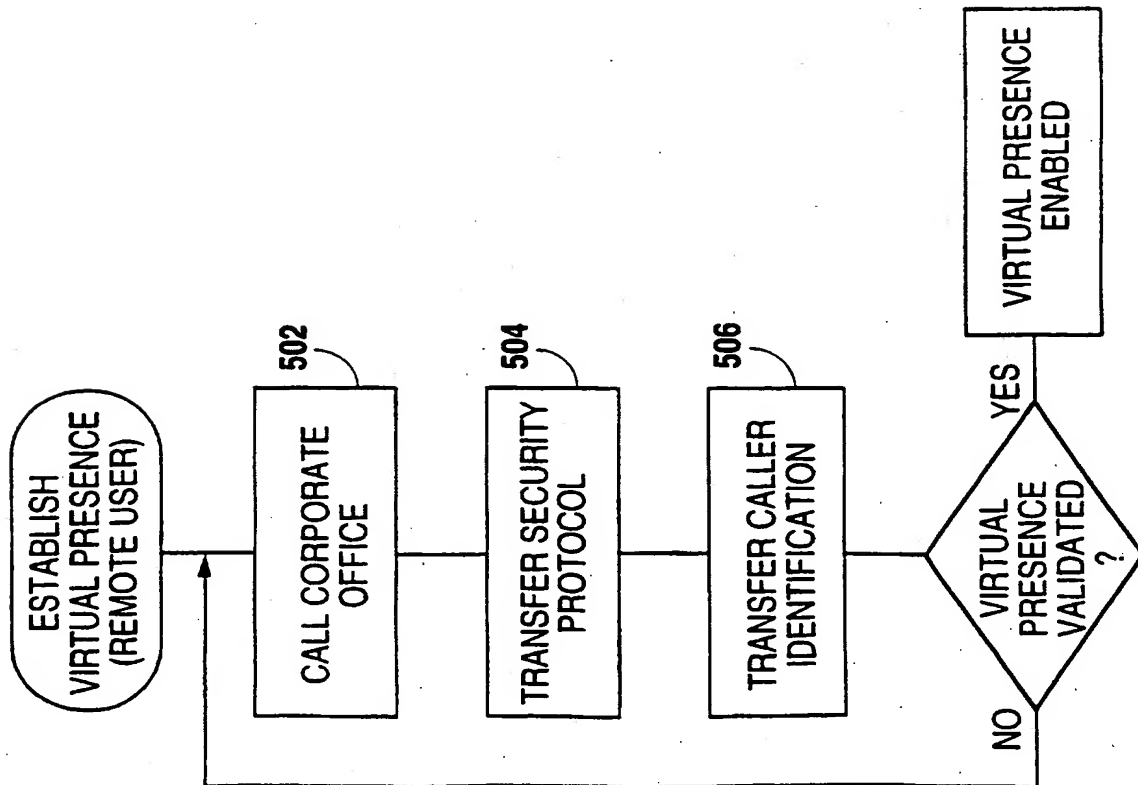 ESTABLISH
VIRTUAL PRESENCE
(REMOTE USER)
502
CALL CORPORATE
OFFICE
504
TRANSFER SECURITY
PROTOCOL
506
TRANSFER CALLER
IDENTIFICATION
VIRTUAL
PRESENCE
VALIDATED
?
NO
YES
VIRTUAL PRESENCE
ENABLED